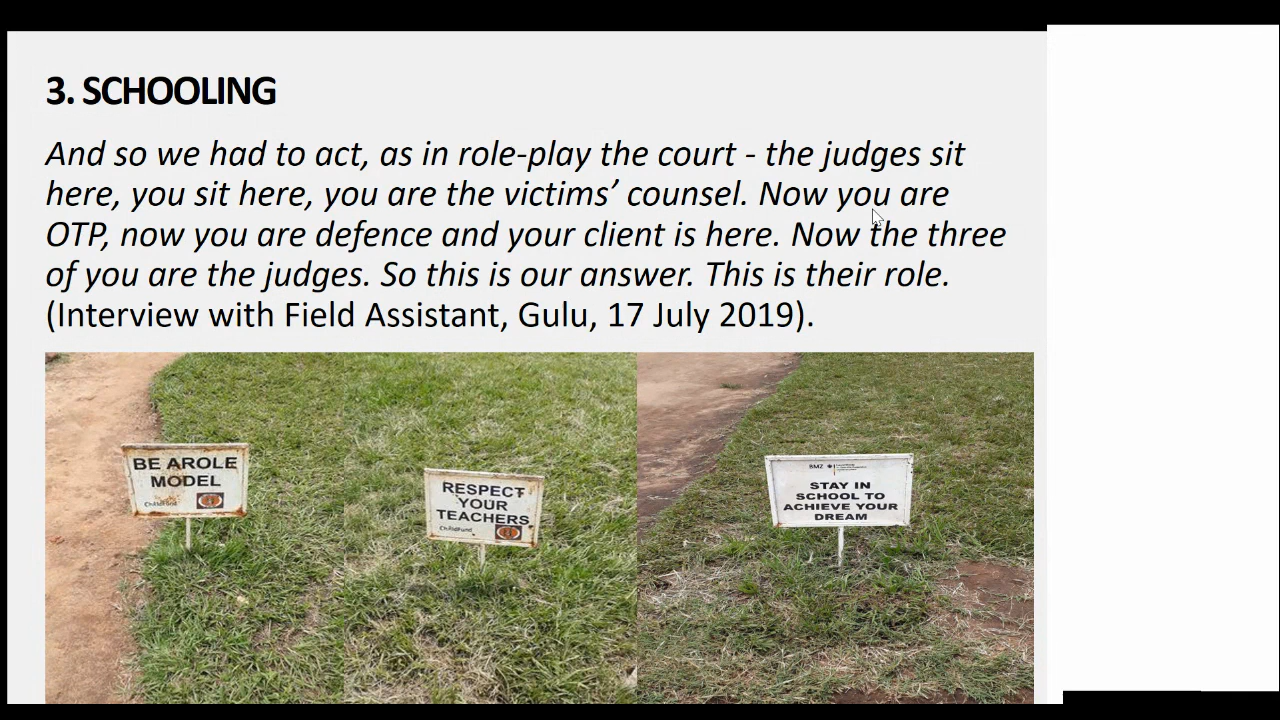 3. SCHOOLING
And so we had to act, as in role-play the court - the judges sit
here, you sit here, you are the victims’ counsel. Now you are
OTP, now you are defence and your client is here. Now the three
of you are the judges. So this is our answer. This is their role.
(Interview with Field Assistant, Gulu, 17 July 2019).
BE AROLE
MODEL
ChildFund
RESPECT
YOUR
TEACHERS
ChildFund
BMZ
STAY IN
SCHOOL TO
ACHIEVE YOUR
DREAM